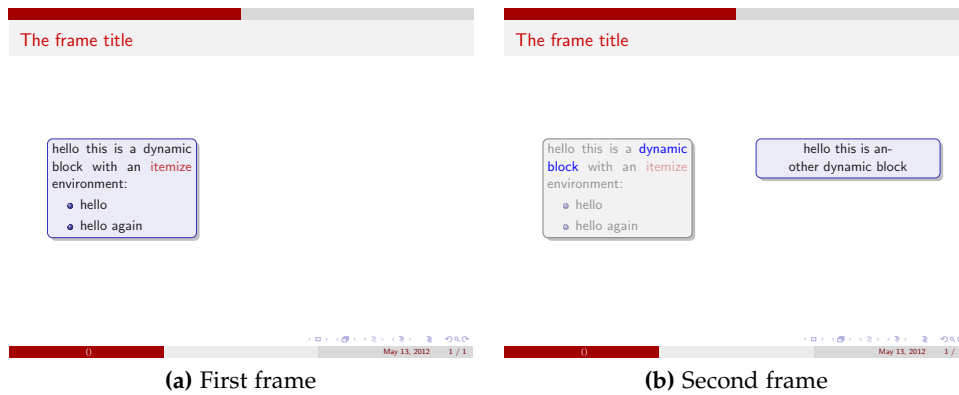 The frame title
hello this is a dynamic
block with an itemize
environment:
hello
hello again
()
May 13, 2012 1 / 1
(a) First frame
The frame title
hello this is a dynamic
block with an itemize
environment:
hello
hello again
hello this is an-
other dynamic block
()
May 13, 2012 1 / 1
(b) Second frame